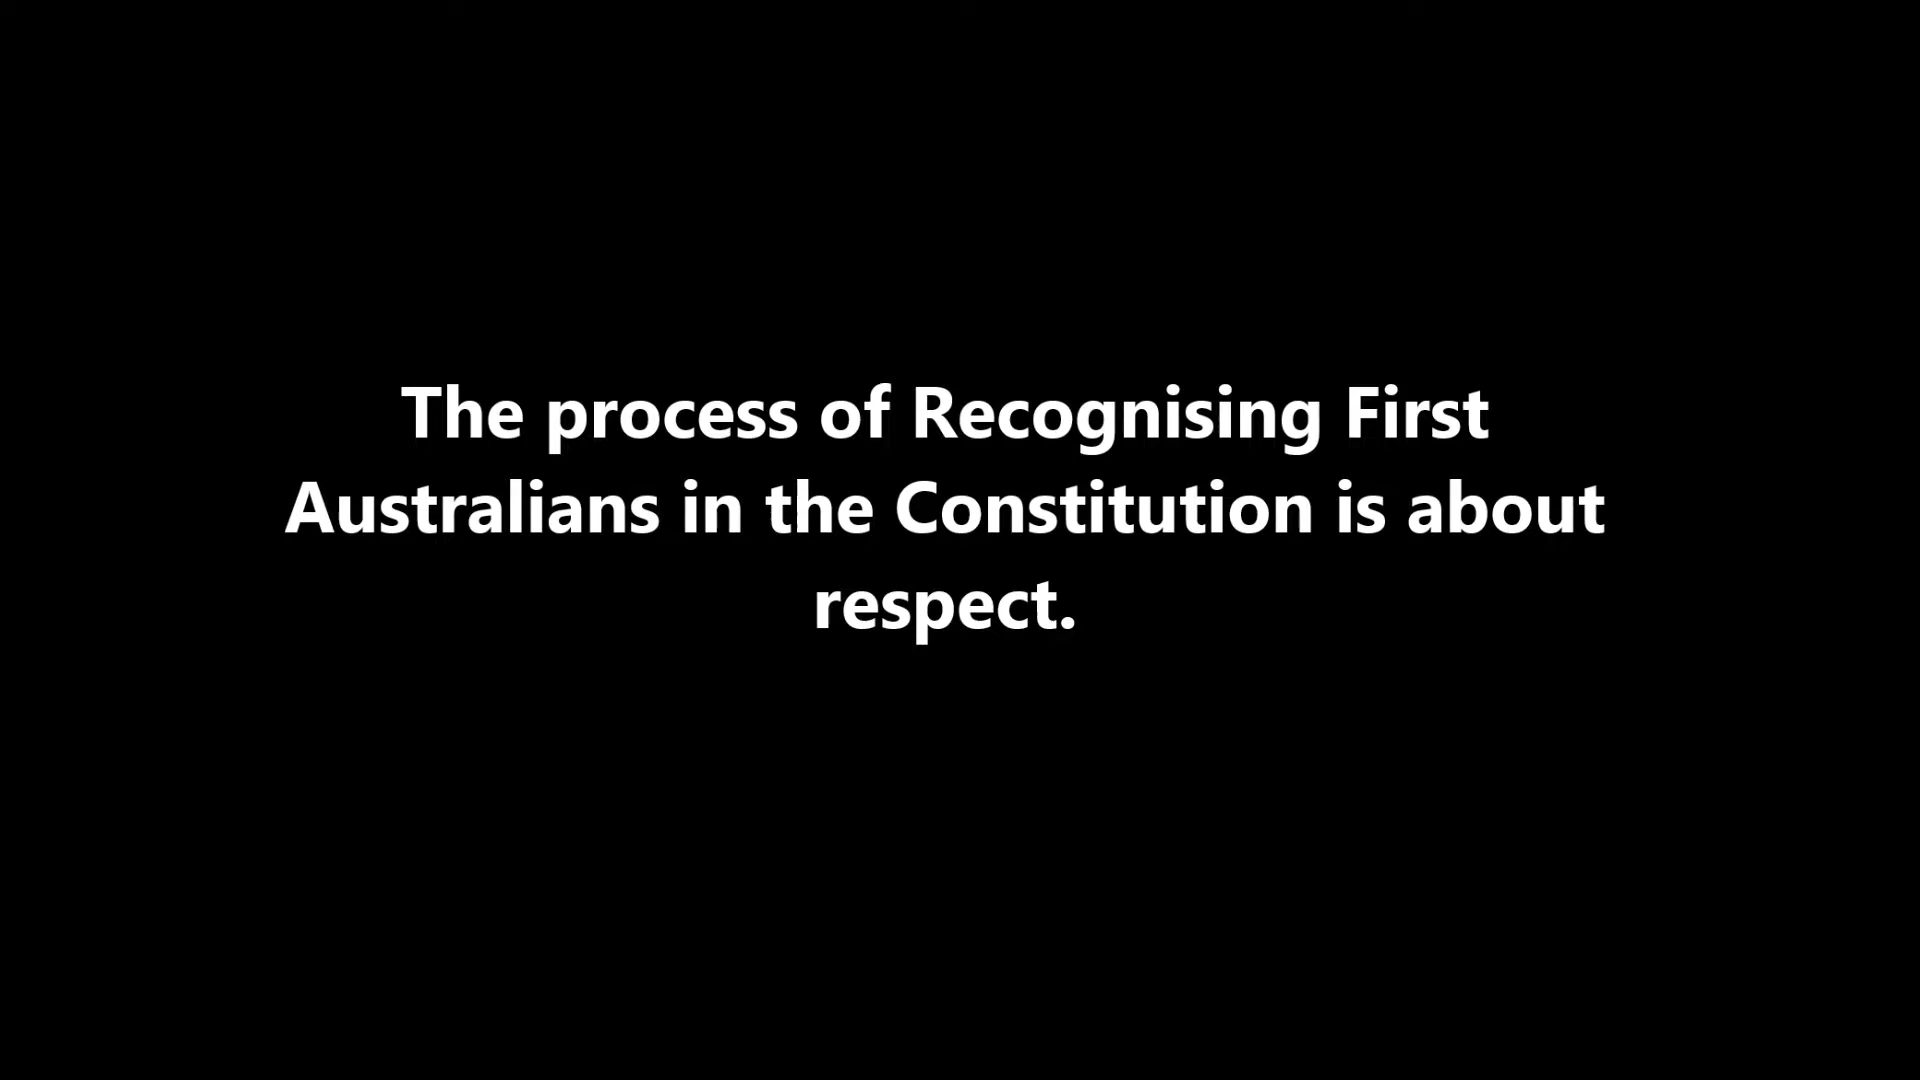 The process of Recognising First
Australians in the Constitution is about
respect.